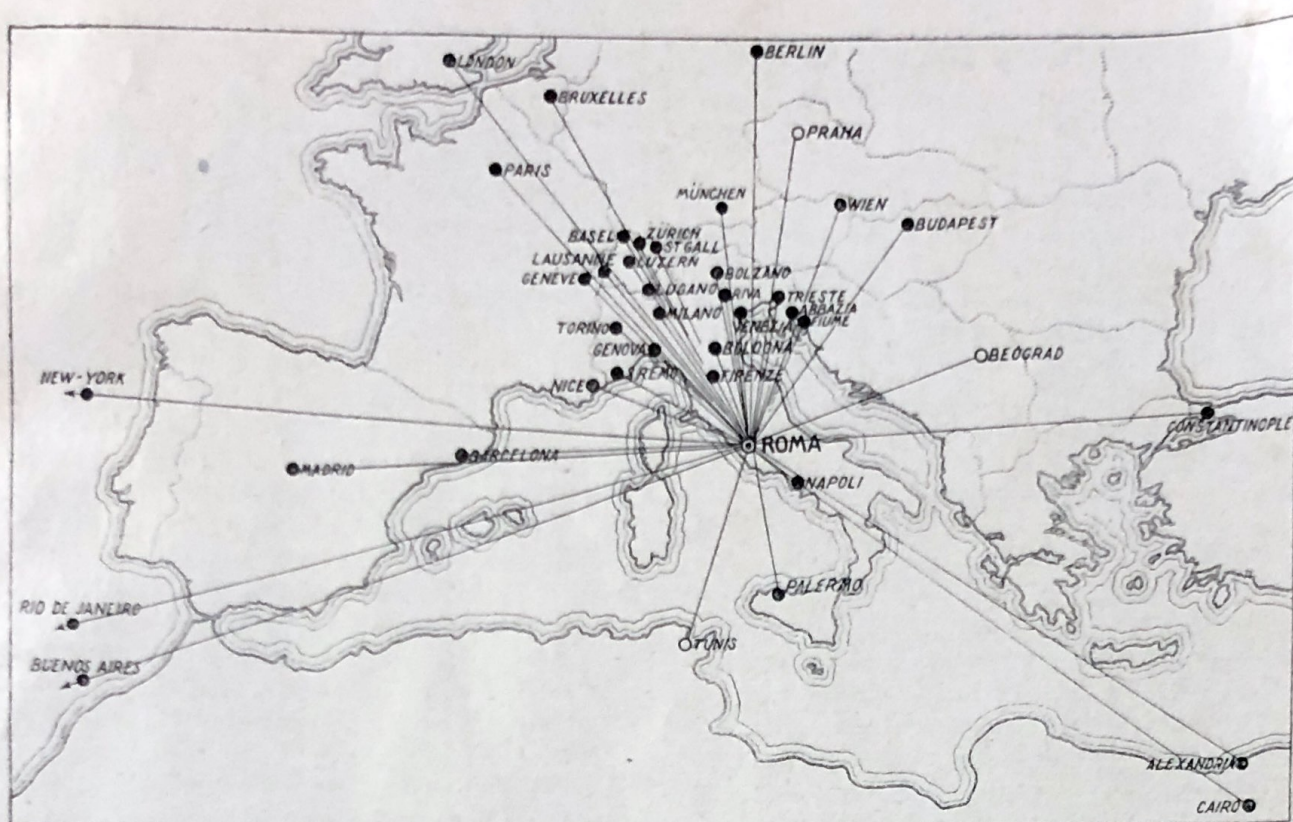 LONDON
BERLIN
BRUXELLES
PRAHA
PARIS
MÜNCHEN
WIEN
BUDAPEST
BASEL
ZÜRICH
ST GALL
LAUSANNE
LUZERN
GENÈVE
BOLZANO
LUGANO
RIVA
TRIESTE
MILANO
ABBAZIA
VENEZIA
FIUME
TORINO
GENOVA
BOLOGNA
BEOGRAD
NEW-YORK
NICE
S REMO
FIRENZE
CONSTANTINOPLE
ROMA
MADRID
BARCELONA
NAPOLI
PALERMO
RIO DE JANEIRO
TUNIS
BUENOS AIRES
ALEXANDRIA
CAIRO